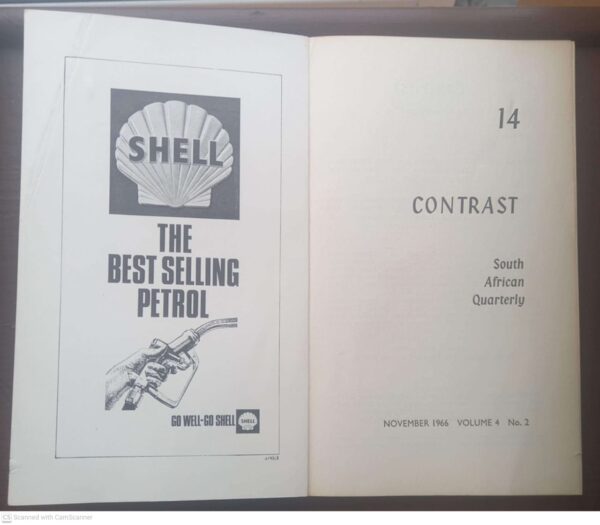 SHELL
THE
BEST SELLING
PETROL
GO WELL-GO SHELL
SHELL
14
CONTRAST
South
African
Quarterly
NOVEMBER 1966 VOLUME 4 No. 2
CS Scanned with CamScanner